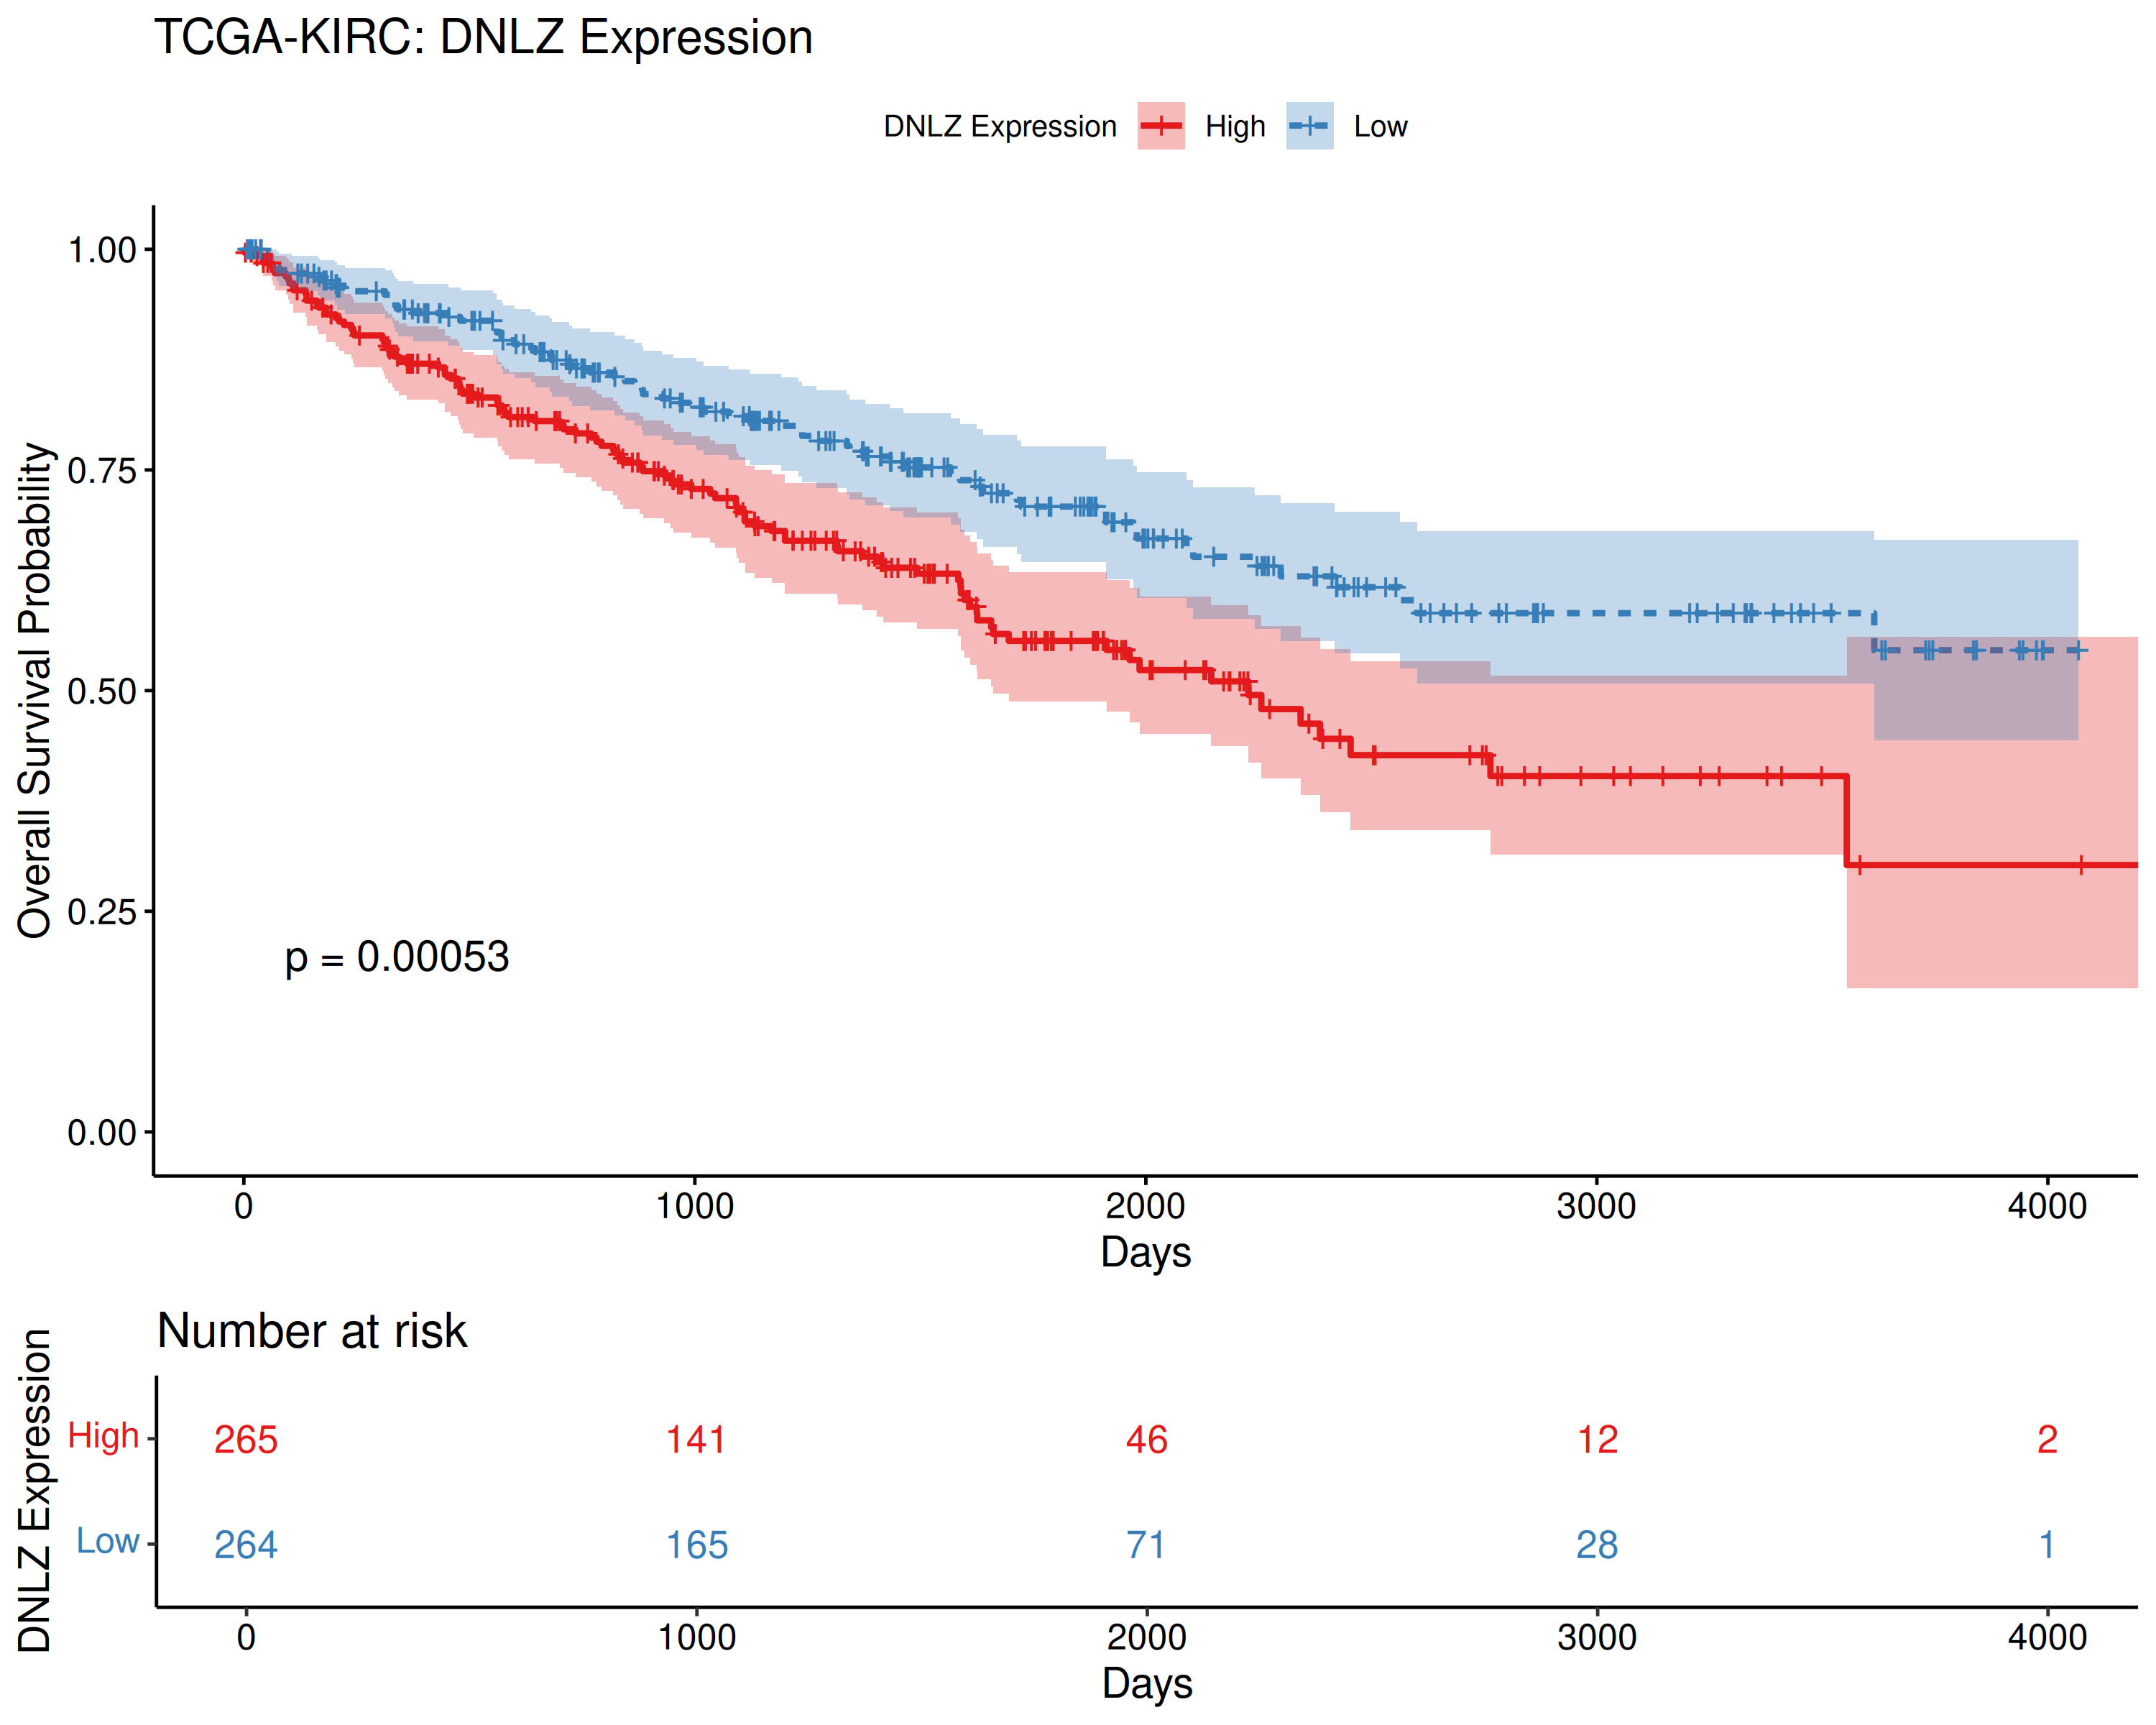 TCGA-KIRC: DNLZ Expression
DNLZ Expression High Low
Overall Survival Probability
1.00
0.75
0.50
0.25
0.00
p = 0.00053
0 1000 2000 3000 4000
Days
Number at risk
DNLZ Expression
High 265 141 46 12 2
Low 264 165 71 28 1
0 1000 2000 3000 4000
Days